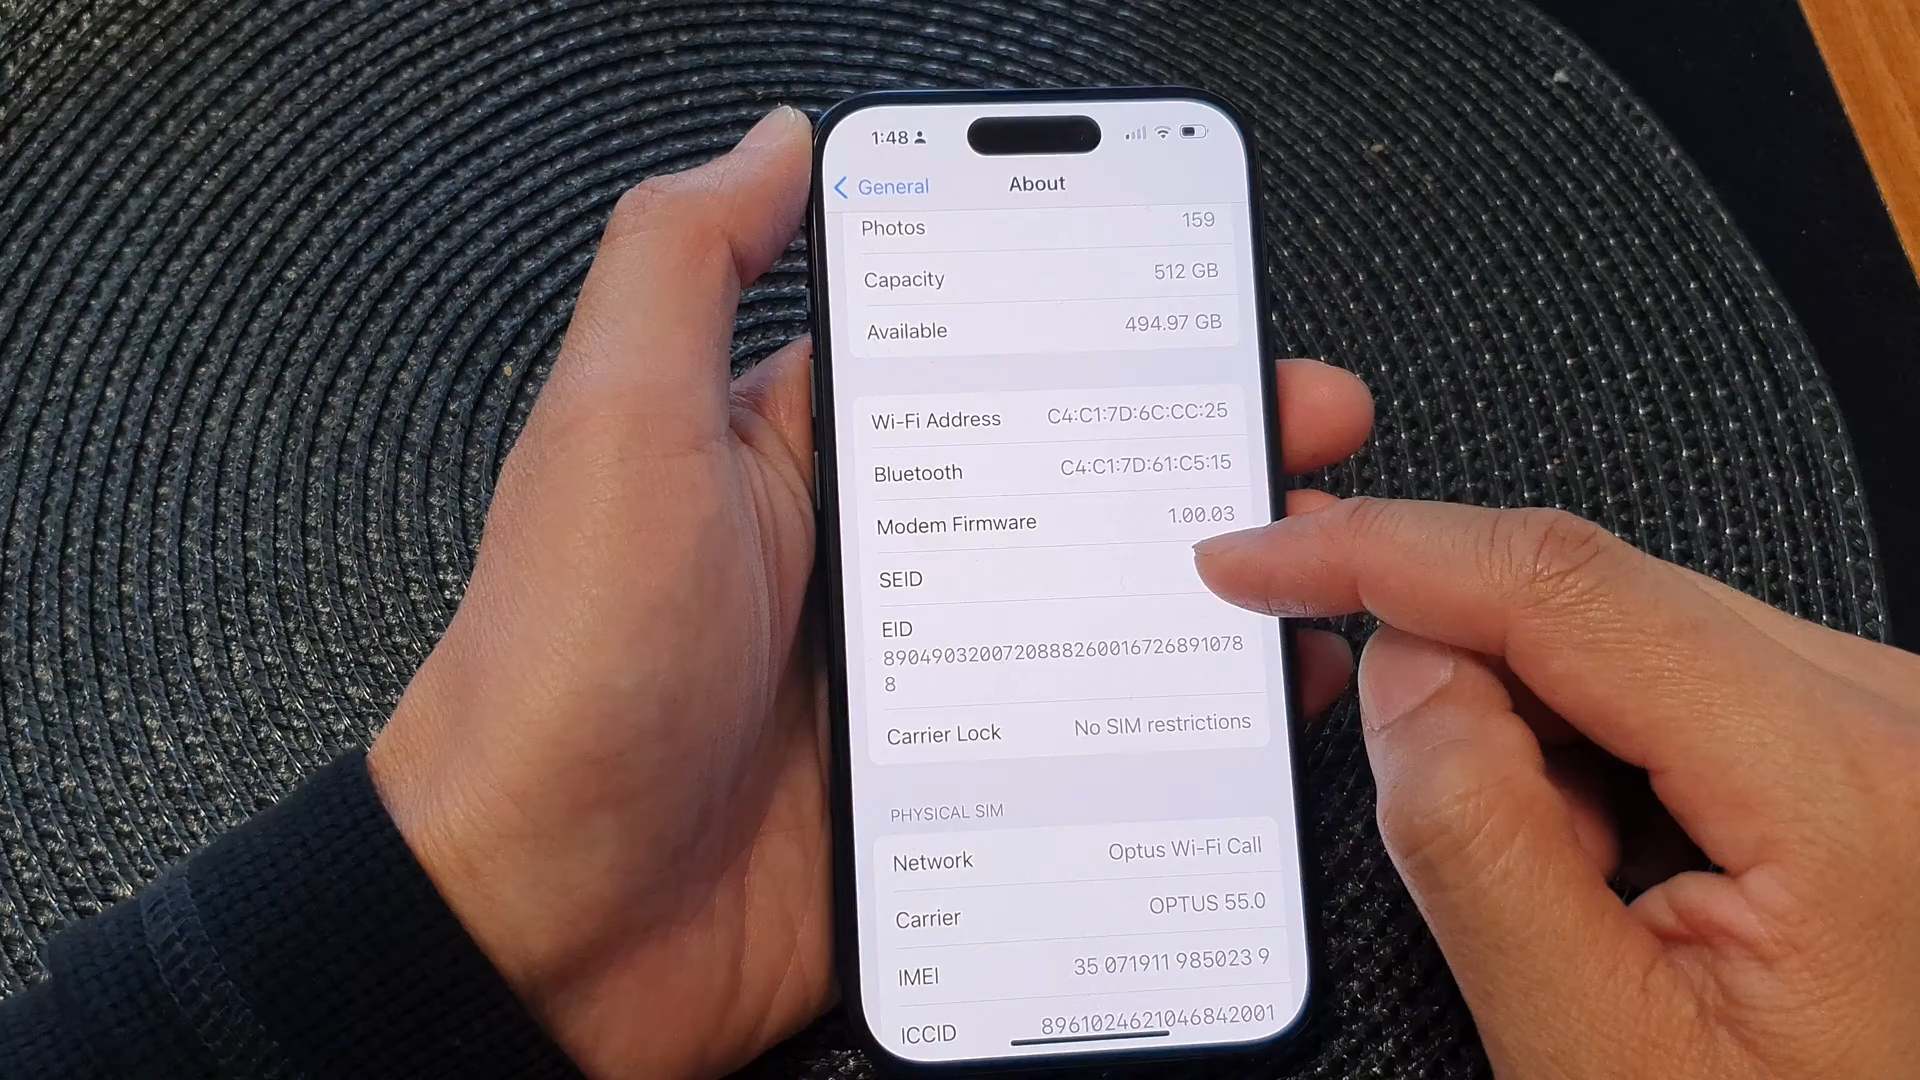 1:48
General About
Photos 159
Capacity 512 GB
Available 494.97 GB
Wi-Fi Address C4:C1:7D:6C:CC:25
Bluetooth C4:C1:7D:61:C5:15
Modem Firmware 1.00.03
SEID
EID
8904903200720888260016726891078
8
Carrier Lock No SIM restrictions
PHYSICAL SIM
Network Optus Wi-Fi Call
Carrier OPTUS 55.0
IMEI 35 071911 985023 9
ICCID 8961024621046842001